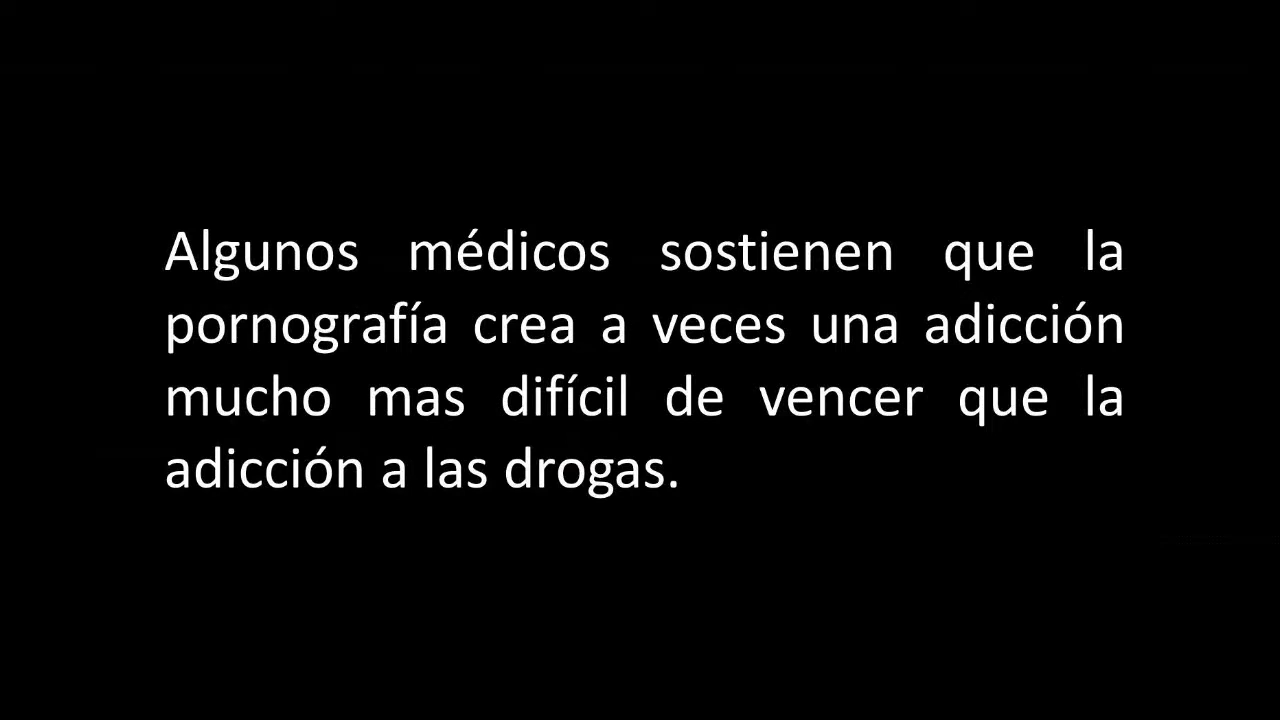 Algunos médicos sostienen que la
pornografía crea a veces una adicción
mucho mas difícil de vencer que la
adicción a las drogas.